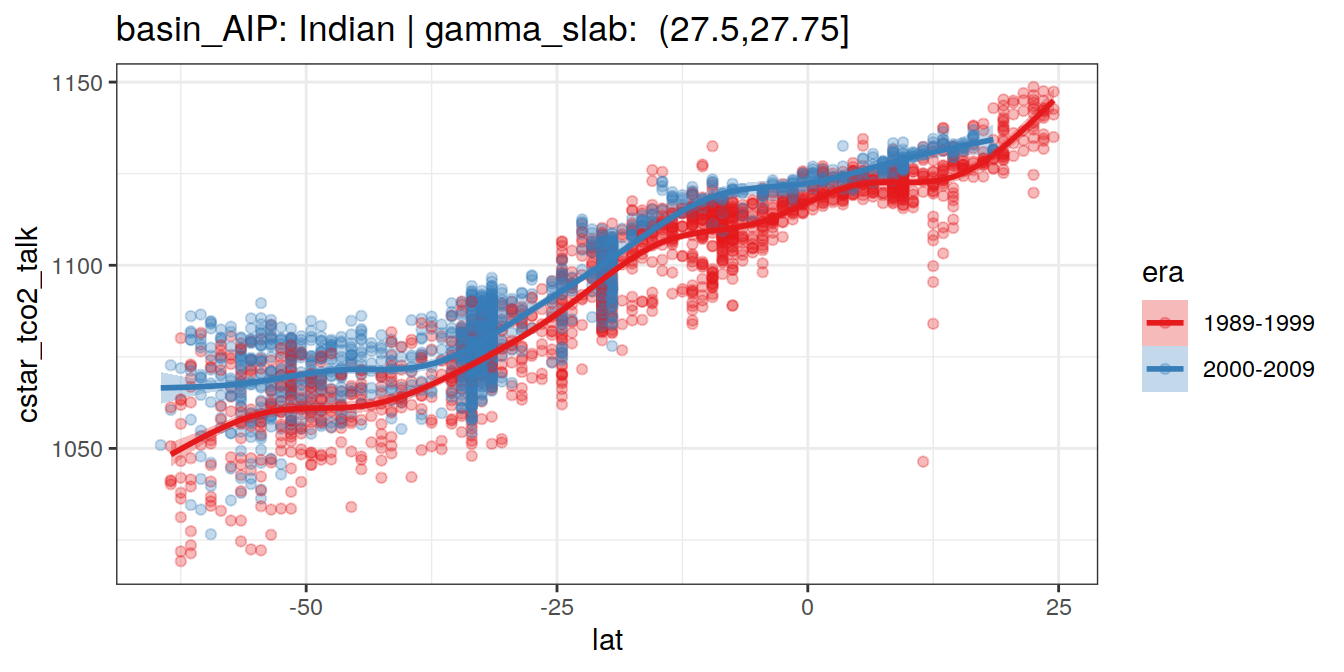 basin_AIP: Indian | gamma_slab:  (27.5,27.75]
cstar_tco2_talk
1150
1100
1050
-50
-25
0
25
lat
era
1989-1999
2000-2009